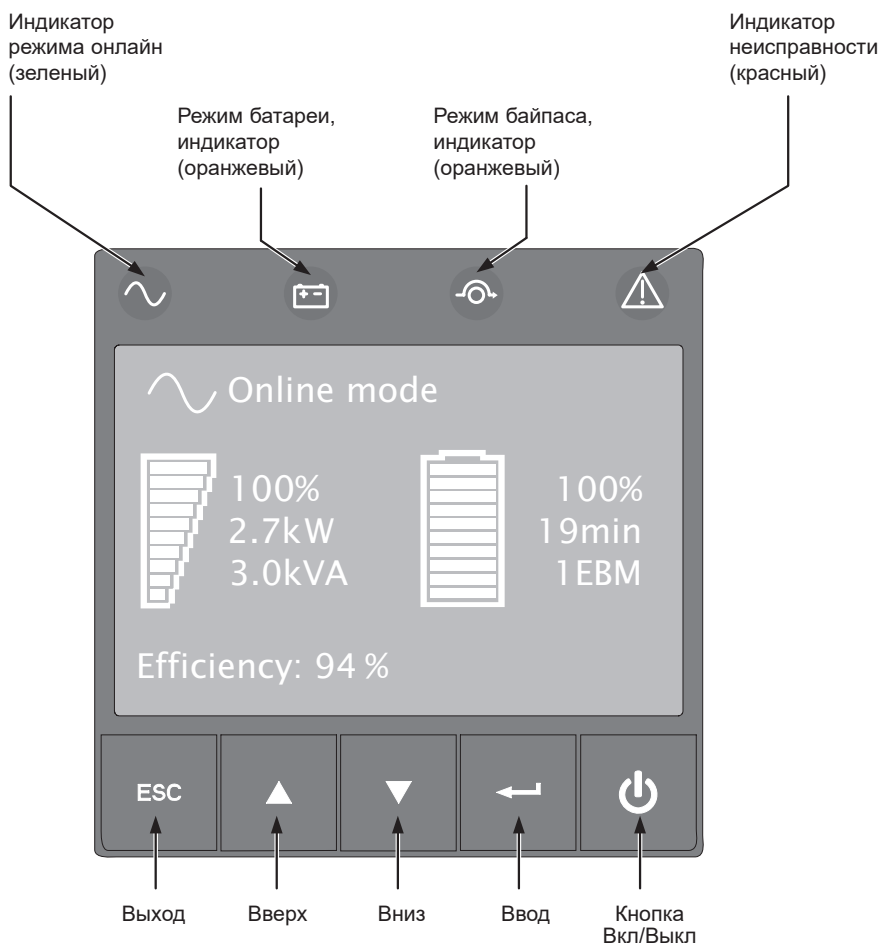 Индикатор
режима онлайн
(зеленый)
Режим батареи,
индикатор
(оранжевый)
Режим байпаса,
индикатор
(оранжевый)
Индикатор
неисправности
(красный)
Online mode
100%
2.7kW
3.0kVA
100%
19min
1EBM
Efficiency: 94 %
ESC
Выход
Вверх
Вниз
Ввод
Кнопка
Вкл/Выкл